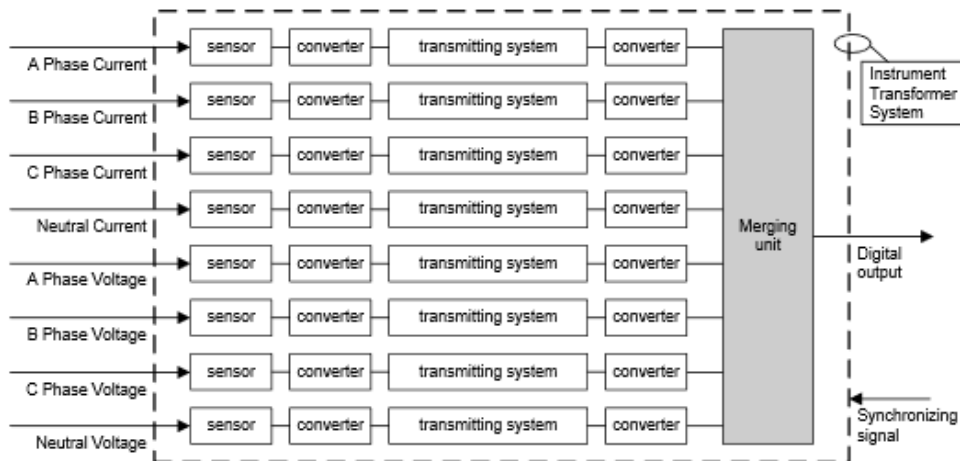 sensor converter transmitting system converter
A Phase Current
Instrument
Transformer
System
sensor converter transmitting system converter
B Phase Current
sensor converter transmitting system converter
C Phase Current
sensor converter transmitting system converter
Neutral Current
Merging
unit
sensor converter transmitting system converter
A Phase Voltage
Digital
output
sensor converter transmitting system converter
B Phase Voltage
sensor converter transmitting system converter
C Phase Voltage
sensor converter transmitting system converter
Neutral Voltage
Synchronizing
signal